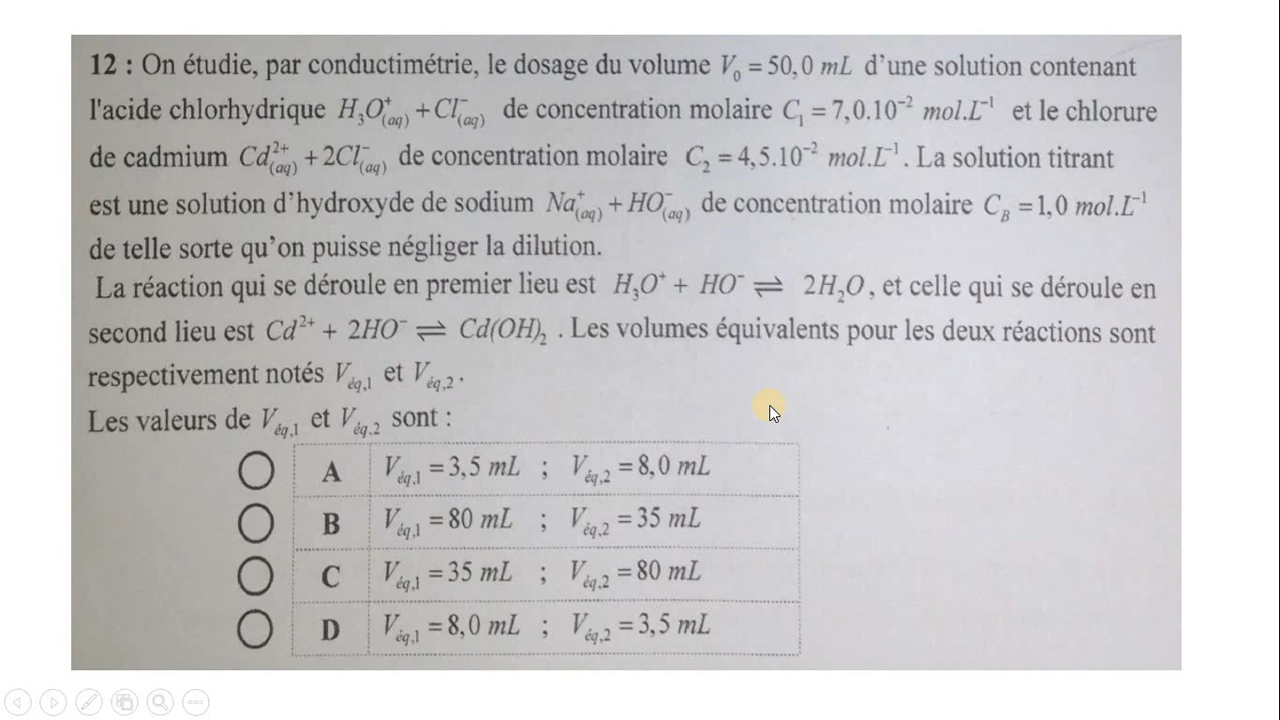 12 : On étudie, par conductimétrie, le dosage du volume V₀ = 50,0 mL d’une solution contenant
l'acide chlorhydrique H₃O⁺(aq) + Cl⁻(aq) de concentration molaire C₁ = 7,0.10⁻² mol.L⁻¹ et le chlorure
de cadmium Cd²⁺(aq) + 2Cl⁻(aq) de concentration molaire C₂ = 4,5.10⁻² mol.L⁻¹. La solution titrant
est une solution d’hydroxyde de sodium Na⁺(aq) + HO⁻(aq) de concentration molaire C_B = 1,0 mol.L⁻¹
de telle sorte qu’on puisse négliger la dilution.
La réaction qui se déroule en premier lieu est H₃O⁺ + HO⁻ ⇌ 2H₂O, et celle qui se déroule en
second lieu est Cd²⁺ + 2HO⁻ ⇌ Cd(OH)₂. Les volumes équivalents pour les deux réactions sont
respectivement notés V_éq,1 et V_éq,2.
Les valeurs de V_éq,1 et V_éq,2 sont :
A V_éq,1 = 3,5 mL ; V_éq,2 = 8,0 mL
B V_éq,1 = 80 mL ; V_éq,2 = 35 mL
C V_éq,1 = 35 mL ; V_éq,2 = 80 mL
D V_éq,1 = 8,0 mL ; V_éq,2 = 3,5 mL